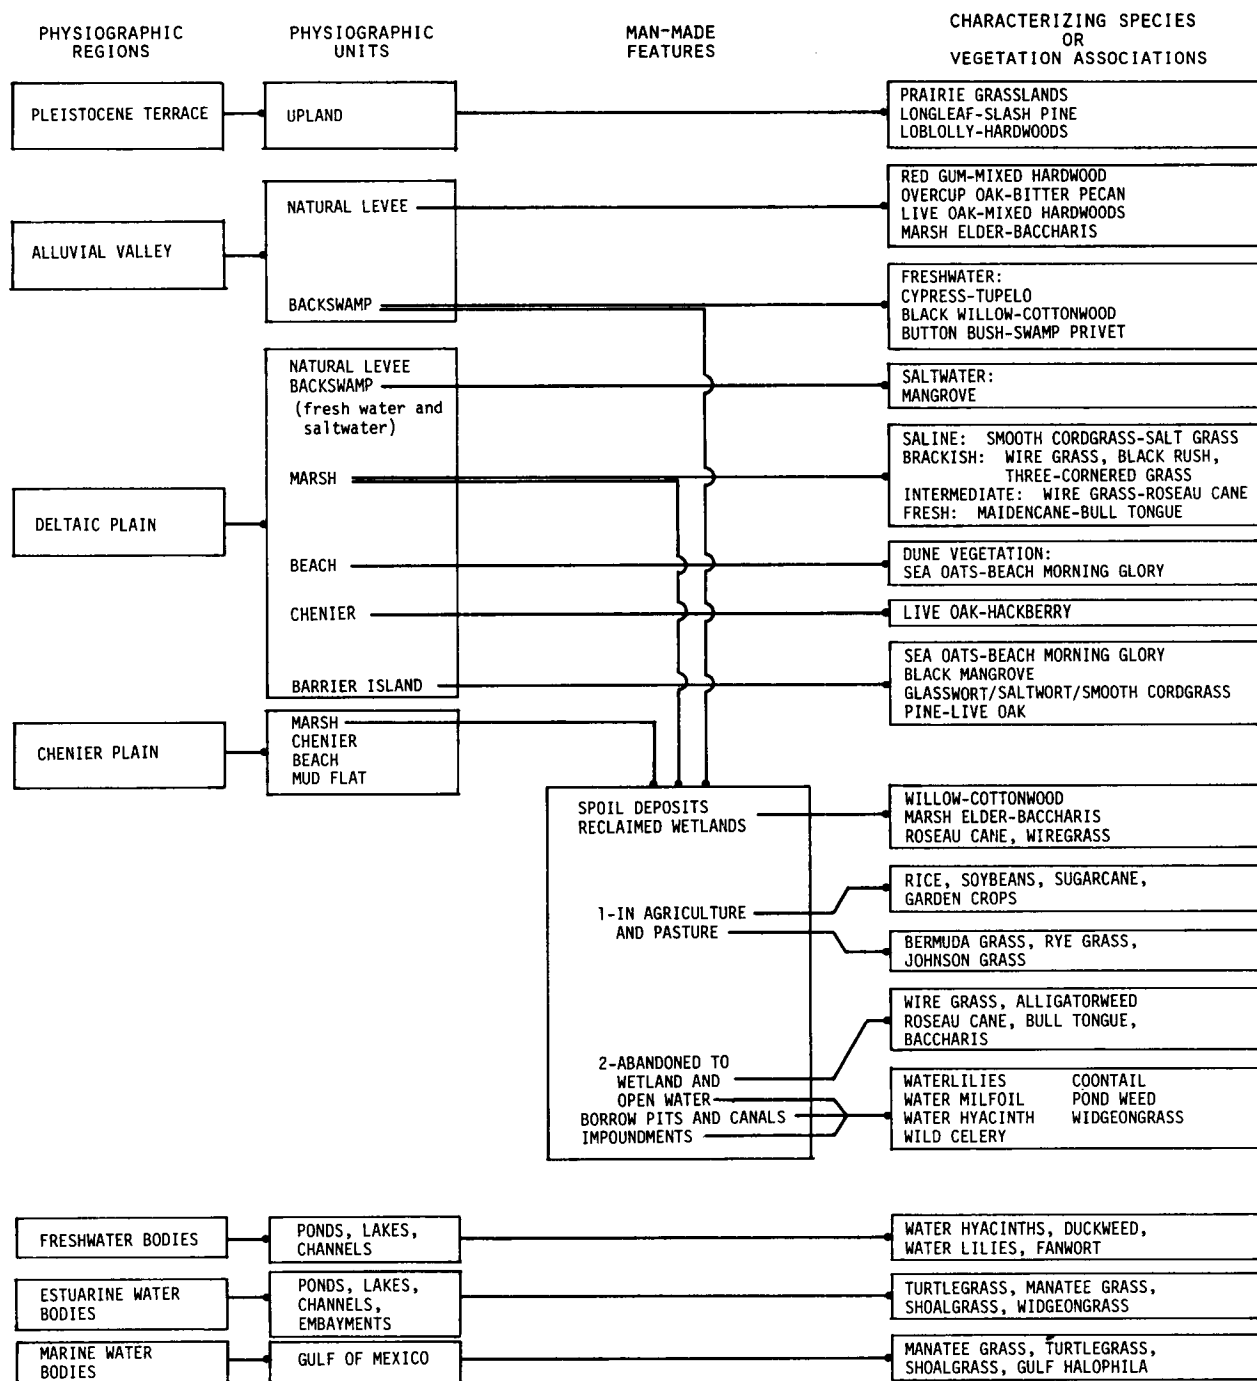 PHYSIOGRAPHIC
REGIONS
PHYSIOGRAPHIC
UNITS
MAN-MADE
FEATURES
CHARACTERIZING SPECIES
OR
VEGETATION ASSOCIATIONS
PLEISTOCENE TERRACE
UPLAND
PRAIRIE GRASSLANDS
LONGLEAF-SLASH PINE
LOBLOLLY-HARDWOODS
ALLUVIAL VALLEY
NATURAL LEVEE
BACKSWAMP
RED GUM-MIXED HARDWOOD
OVERCUP OAK-BITTER PECAN
LIVE OAK-MIXED HARDWOODS
MARSH ELDER-BACCHARIS
FRESHWATER:
CYPRESS-TUPELO
BLACK WILLOW-COTTONWOOD
BUTTON BUSH-SWAMP PRIVET
DELTAIC PLAIN
NATURAL LEVEE
BACKSWAMP
(fresh water and
saltwater)
MARSH
BEACH
CHENIER
BARRIER ISLAND
SALTWATER:
MANGROVE
SALINE: SMOOTH CORDGRASS-SALT GRASS
BRACKISH: WIRE GRASS, BLACK RUSH,
THREE-CORNERED GRASS
INTERMEDIATE: WIRE GRASS-ROSEAU CANE
FRESH: MAIDENCANE-BULL TONGUE
DUNE VEGETATION:
SEA OATS-BEACH MORNING GLORY
LIVE OAK-HACKBERRY
SEA OATS-BEACH MORNING GLORY
BLACK MANGROVE
GLASSWORT/SALTWORT/SMOOTH CORDGRASS
PINE-LIVE OAK
CHENIER PLAIN
MARSH
CHENIER
BEACH
MUD FLAT
SPOIL DEPOSITS
RECLAIMED WETLANDS
1-IN AGRICULTURE
AND PASTURE
2-ABANDONED TO
WETLAND AND
OPEN WATER
BORROW PITS AND CANALS
IMPOUNDMENTS
WILLOW-COTTONWOOD
MARSH ELDER-BACCHARIS
ROSEAU CANE, WIREGRASS
RICE, SOYBEANS, SUGARCANE,
GARDEN CROPS
BERMUDA GRASS, RYE GRASS,
JOHNSON GRASS
WIRE GRASS, ALLIGATORWEED
ROSEAU CANE, BULL TONGUE,
BACCHARIS
WATERLILIES COONTAIL
WATER MILFOIL POND WEED
WATER HYACINTH WIDGEONGRASS
WILD CELERY
FRESHWATER BODIES
PONDS, LAKES,
CHANNELS
WATER HYACINTHS, DUCKWEED,
WATER LILIES, FANWORT
ESTUARINE WATER
BODIES
PONDS, LAKES,
CHANNELS,
EMBAYMENTS
TURTLEGRASS, MANATEE GRASS,
SHOALGRASS, WIDGEONGRASS
MARINE WATER
BODIES
GULF OF MEXICO
MANATEE GRASS, TURTLEGRASS,
SHOALGRASS, GULF HALOPHILA